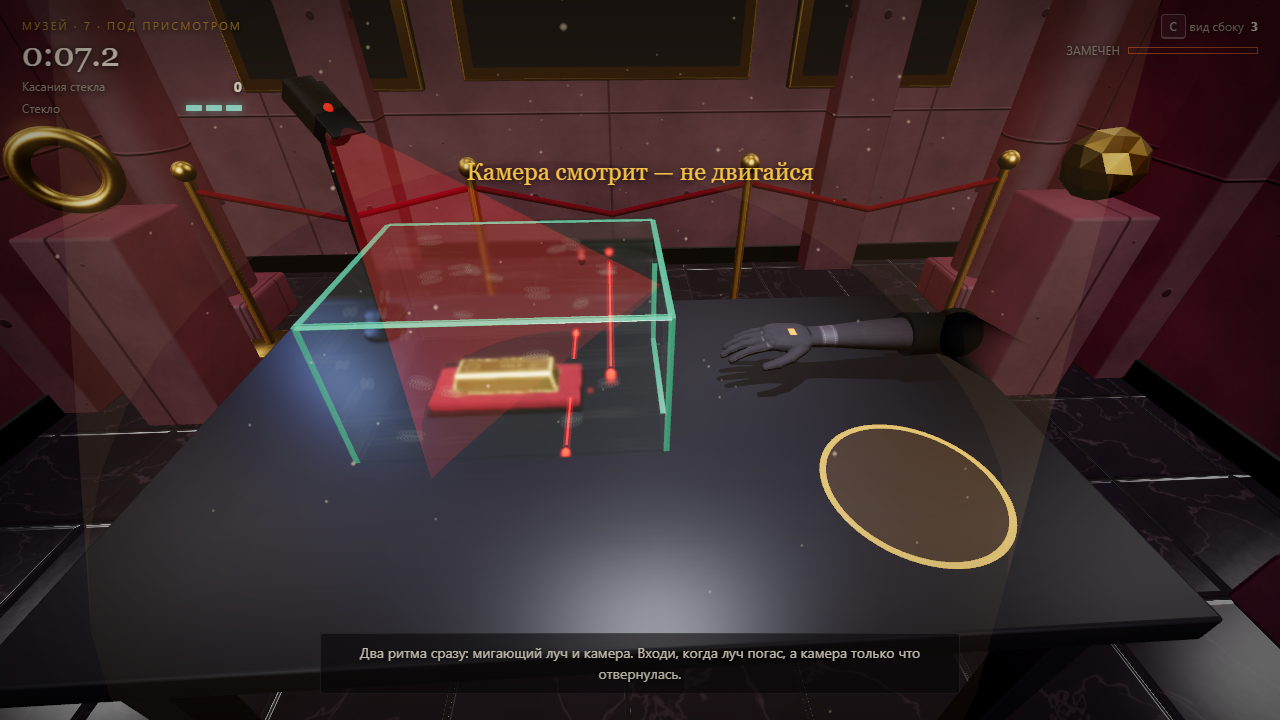 МУЗЕЙ · 7 · ПОД ПРИСМОТРОМ
0:07.2
Касания стекла 0
Стекло
C вид сбоку 3
ЗАМЕЧЕН
Камера смотрит — не двигайся
Два ритма сразу: мигающий луч и камера. Входи, когда луч погас, а камера только что
отвернулась.